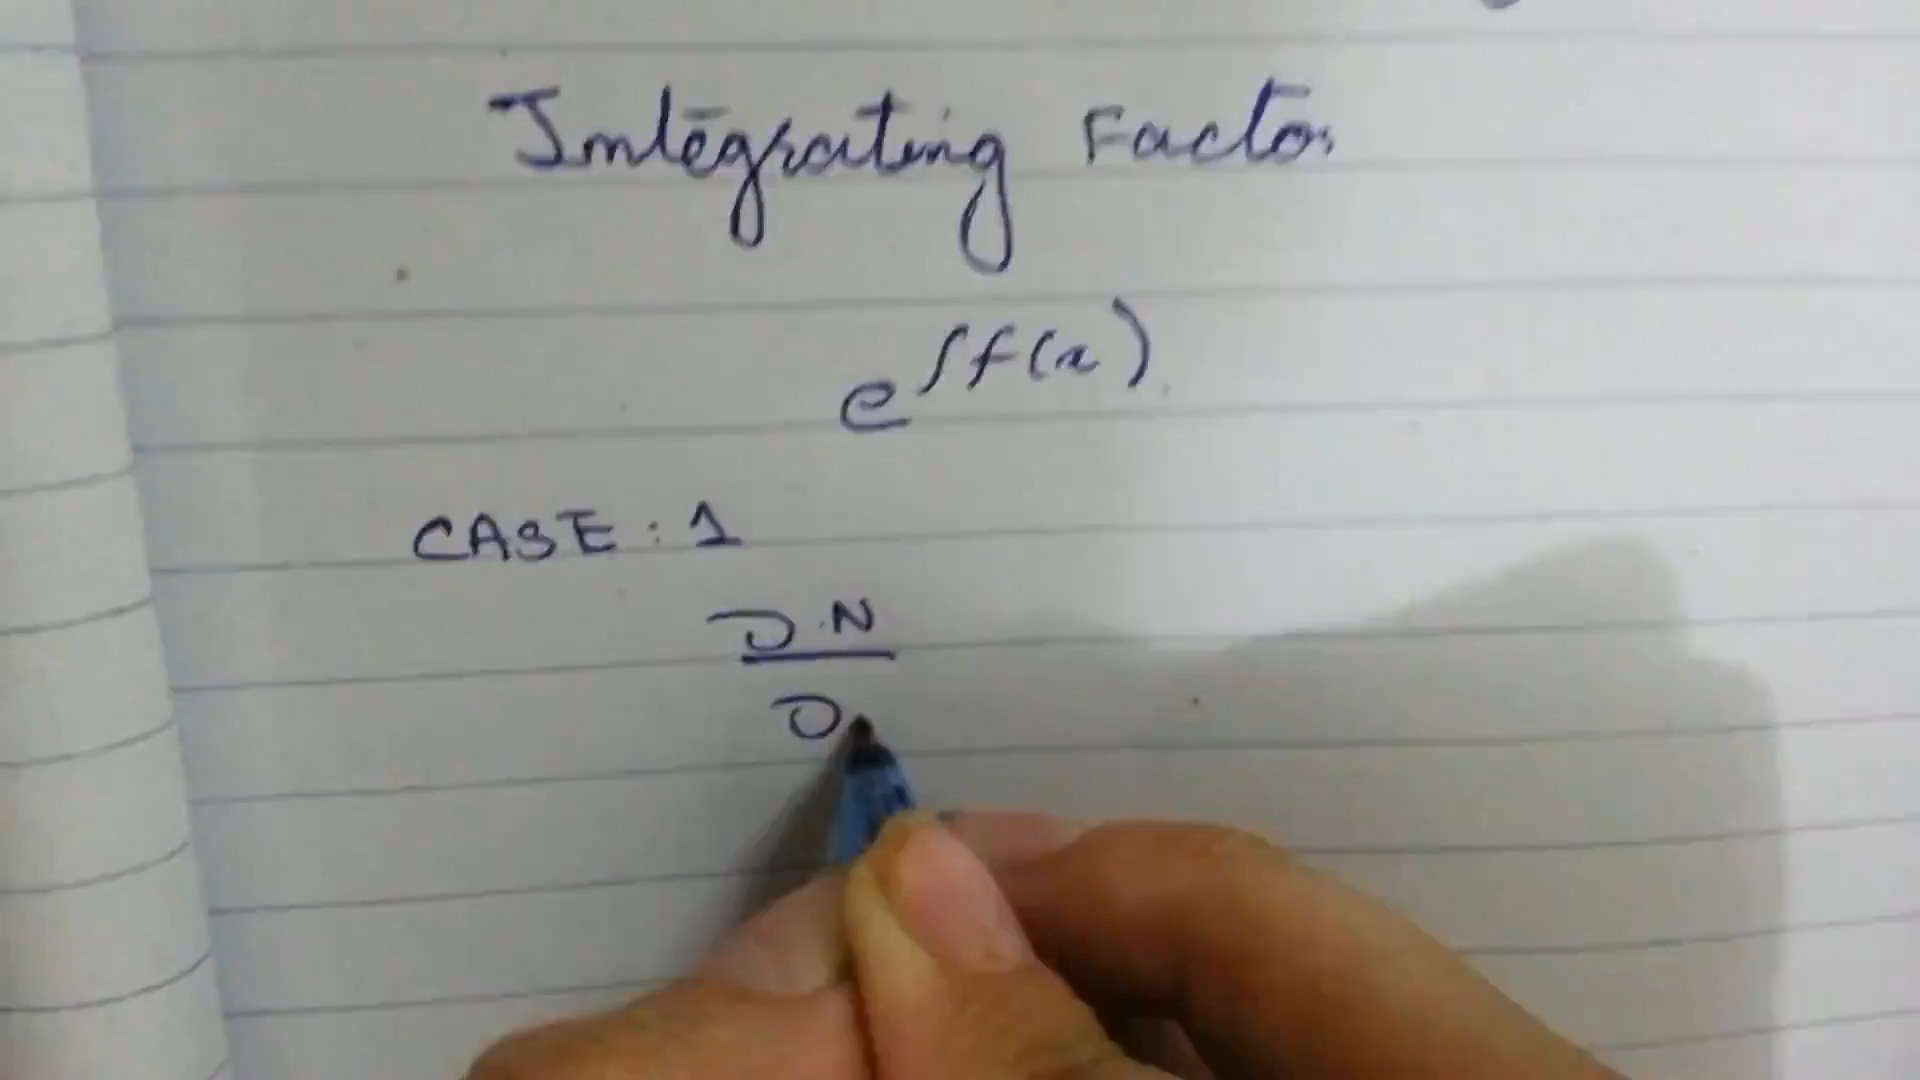 Integrating Factor
e^∫f(x)
CASE : 1
D.N
D